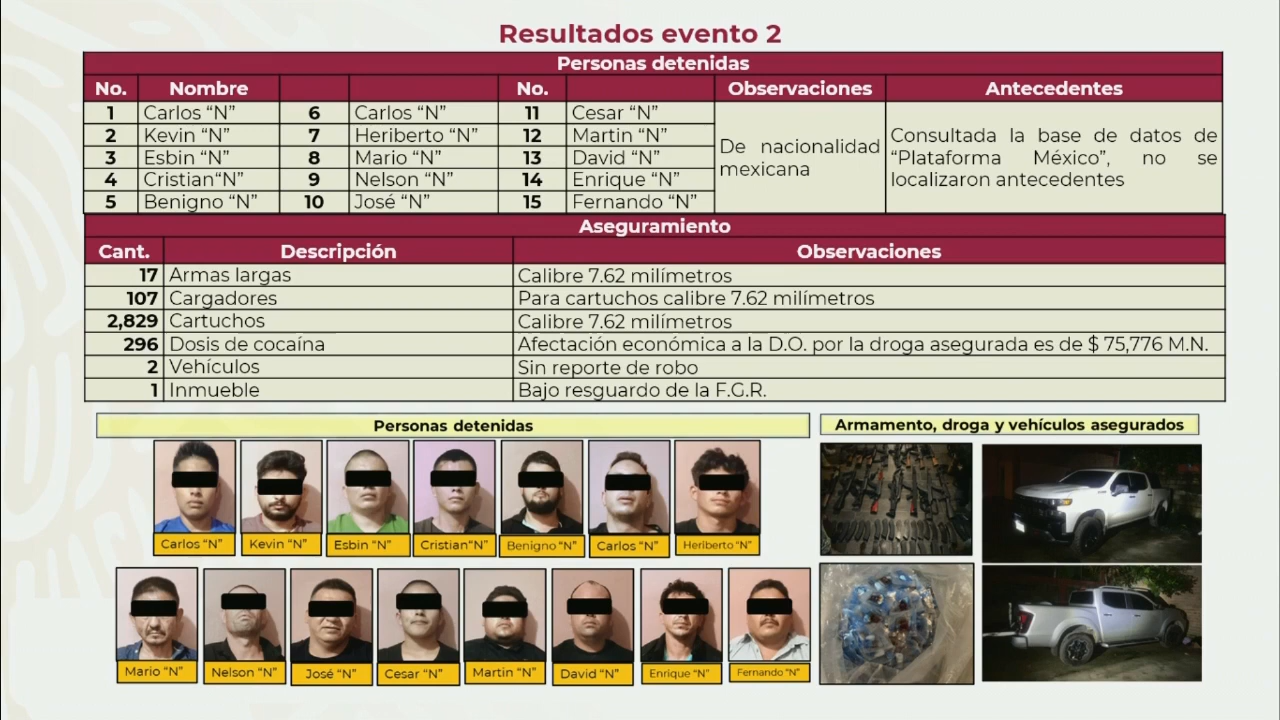 Resultados evento 2
Personas detenidas
No. Nombre No. Observaciones Antecedentes
1 Carlos “N” 6 Carlos “N” 11 Cesar “N”
2 Kevin “N” 7 Heriberto “N” 12 Martin “N”
3 Esbin “N” 8 Mario “N” 13 David “N”
4 Cristian“N” 9 Nelson “N” 14 Enrique “N”
5 Benigno “N” 10 José “N” 15 Fernando “N”
De nacionalidad
mexicana
Consultada la base de datos de
“Plataforma México”, no se
localizaron antecedentes
Aseguramiento
Cant. Descripción Observaciones
17 Armas largas Calibre 7.62 milímetros
107 Cargadores Para cartuchos calibre 7.62 milímetros
2,829 Cartuchos Calibre 7.62 milímetros
296 Dosis de cocaína Afectación económica a la D.O. por la droga asegurada es de $ 75,776 M.N.
2 Vehículos Sin reporte de robo
1 Inmueble Bajo resguardo de la F.G.R.
Personas detenidas
Armamento, droga y vehículos asegurados
Carlos “N” Kevin “N” Esbin “N” Cristian“N” Benigno “N” Carlos “N” Heriberto “N”
Mario “N” Nelson “N” José “N” Cesar “N” Martin “N” David “N” Enrique “N” Fernando “N”